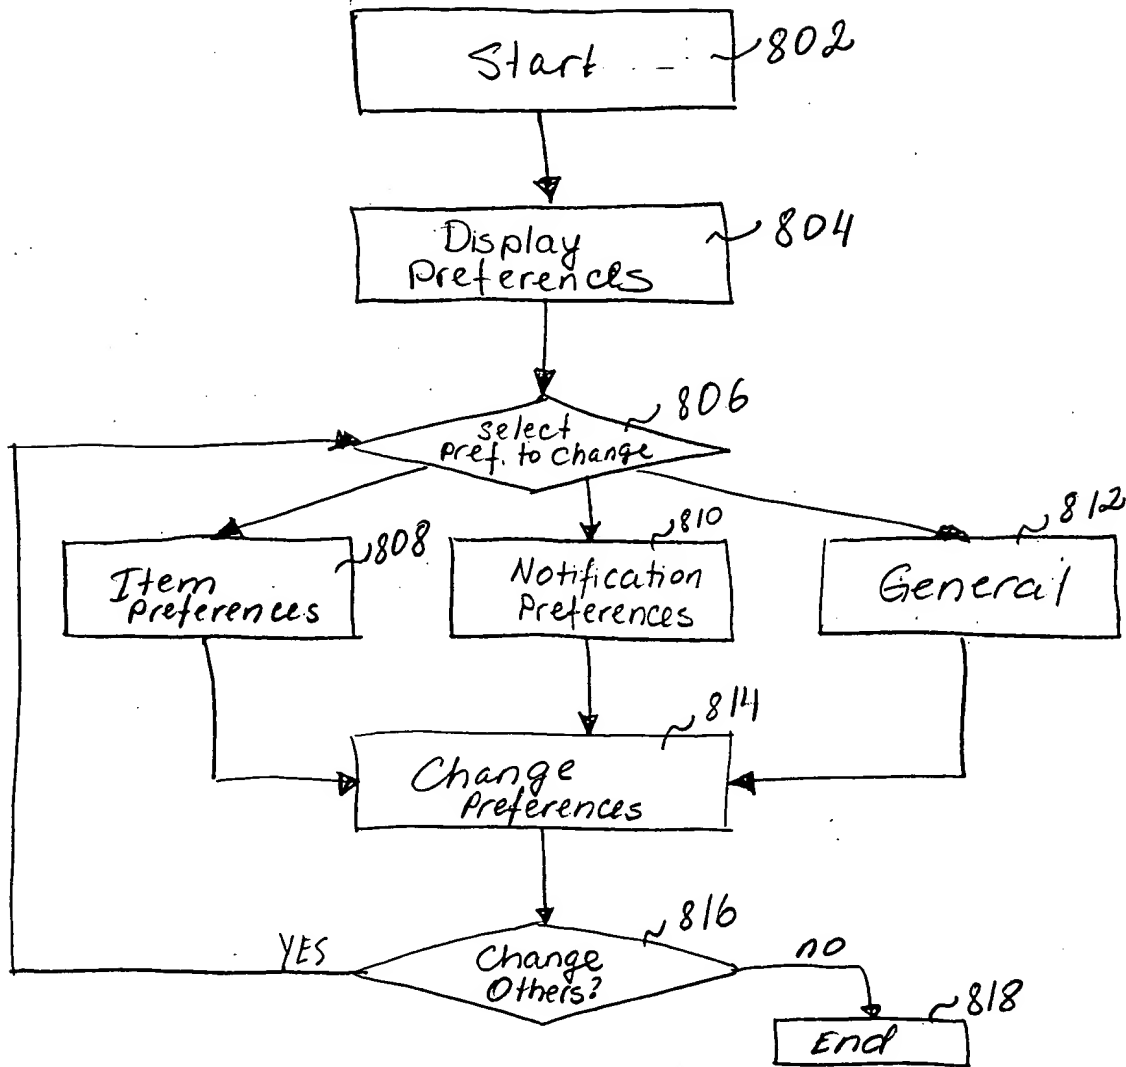 Start
802
Display
Preferences
804
806
Select
Pref. to Change
808
Item
Preferences
810
Notification
Preferences
812
General
814
Change
Preferences
816
Change
Others?
YES
no
818
End